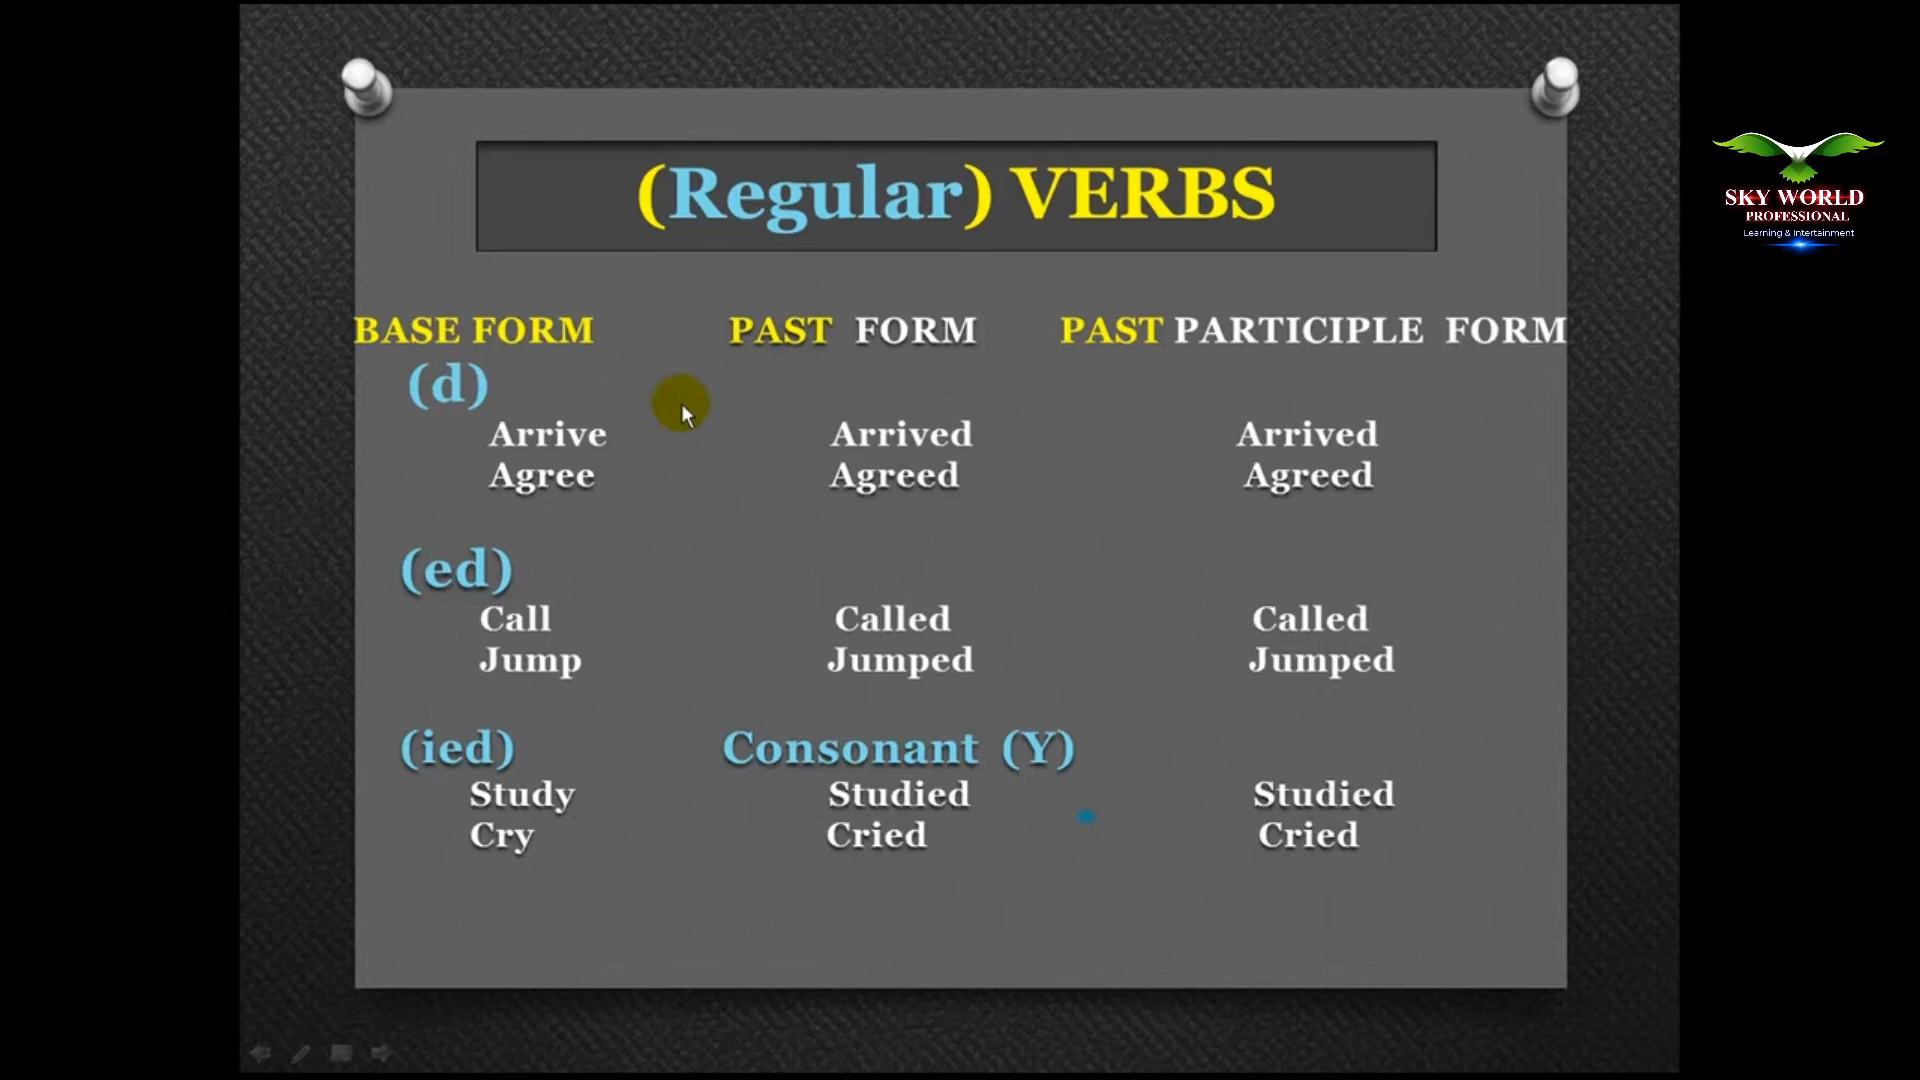 (Regular) VERBS
SKY WORLD
PROFESSIONAL
Learning & Intertainment
BASE FORM PAST FORM PAST PARTICIPLE FORM
(d)
Arrive Arrived Arrived
Agree Agreed Agreed
(ed)
Call Called Called
Jump Jumped Jumped
(ied) Consonant (Y)
Study Studied Studied
Cry Cried Cried